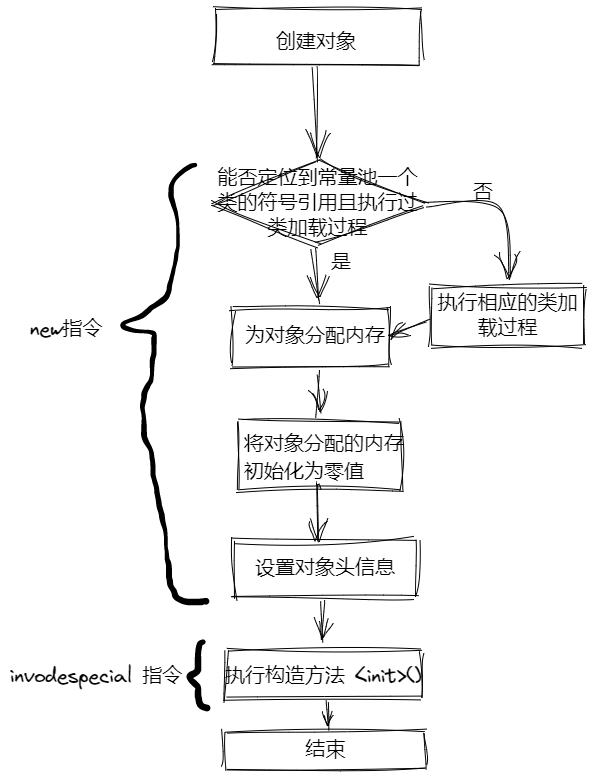 创建对象
能否定位到常量池一个
类的符号引用且执行过
类加载过程
否
是
执行相应的类加
载过程
new指令
为对象分配内存
将对象分配的内存
初始化为零值
设置对象头信息
invodespecial 指令
执行构造方法 <init>()
结束